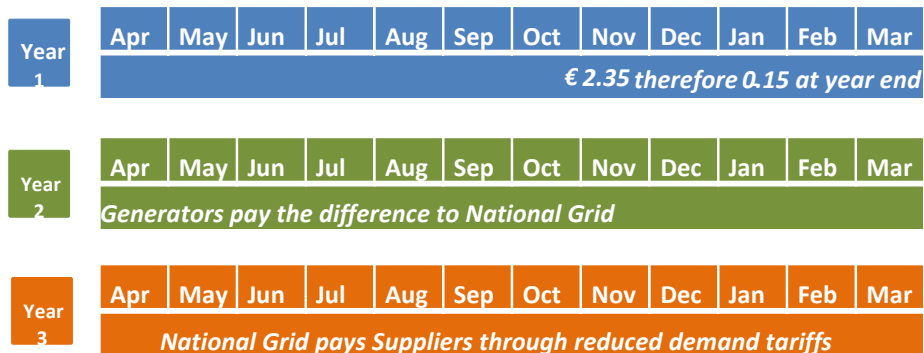 Year
1
Apr May Jun Jul Aug Sep Oct Nov Dec Jan Feb Mar
€ 2.35 therefore 0.15 at year end
Year
2
Apr May Jun Jul Aug Sep Oct Nov Dec Jan Feb Mar
Generators pay the difference to National Grid
Year
3
Apr May Jun Jul Aug Sep Oct Nov Dec Jan Feb Mar
National Grid pays Suppliers through reduced demand tariffs